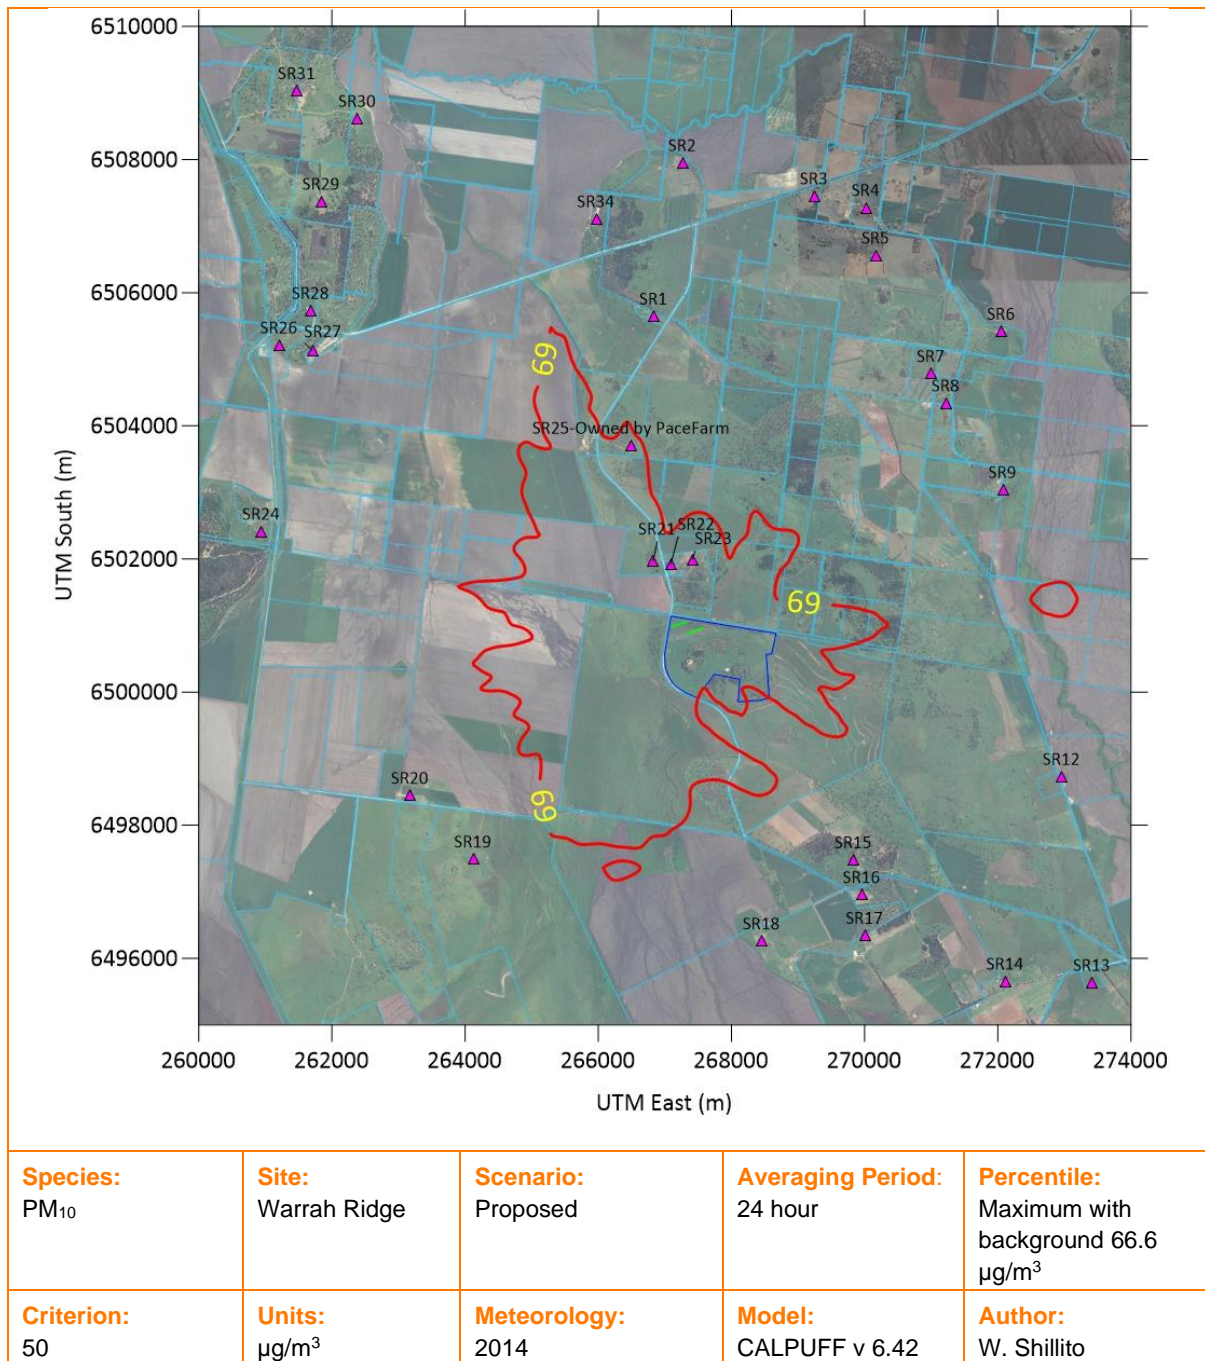 6510000
SR31
SR30
6508000
SR2
SR3
SR4
SR29
SR34
SR5
6506000
SR28
SR1
SR6
SR26
SR27
69
SR7
SR8
6504000
SR25-Owned by PaceFarm
SR9
SR24
SR21
SR22
SR23
6502000
69
6500000
SR12
SR20
69
6498000
SR19
SR15
SR16
SR18
SR17
6496000
SR14
SR13
UTM South (m)
260000 262000 264000 266000 268000 270000 272000 274000
UTM East (m)
Species:
PM10
Site:
Warrah Ridge
Scenario:
Proposed
Averaging Period:
24 hour
Percentile:
Maximum with
background 66.6
µg/m³
Criterion:
50
Units:
µg/m³
Meteorology:
2014
Model:
CALPUFF v 6.42
Author:
W. Shillito